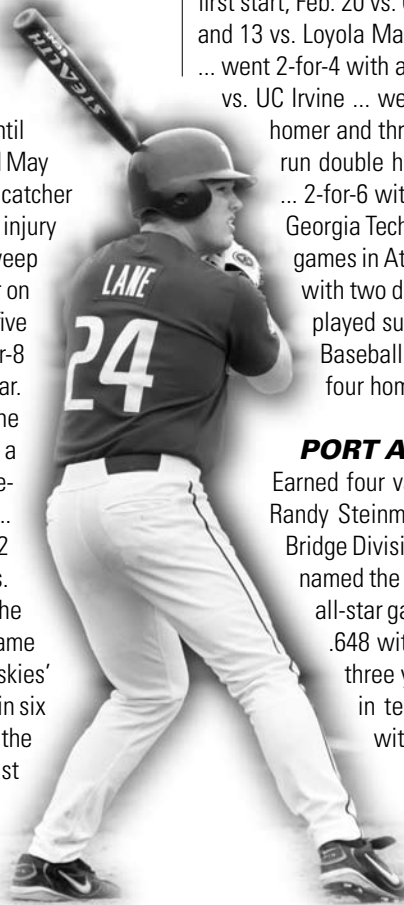 STEALTH
LANE
24
ntil
May
catcher
injury
on
ive
r-8
ar.
ne
a
e-
..
2
s.
he
ame
skies'
in six
the
st
first start, Feb. 20 vs.
and 13 vs. Loyola Ma
... went 2-for-4 with a
vs. UC Irvine ... we
homer and thr
run double h
... 2-for-6 wit
Georgia Tech
games in At
with two d
played su
Baseball
four hom
PORT A
Earned four v
Randy Steinm
Bridge Divisi
named the
all-star ga
.648 wit
three y
in te
wit